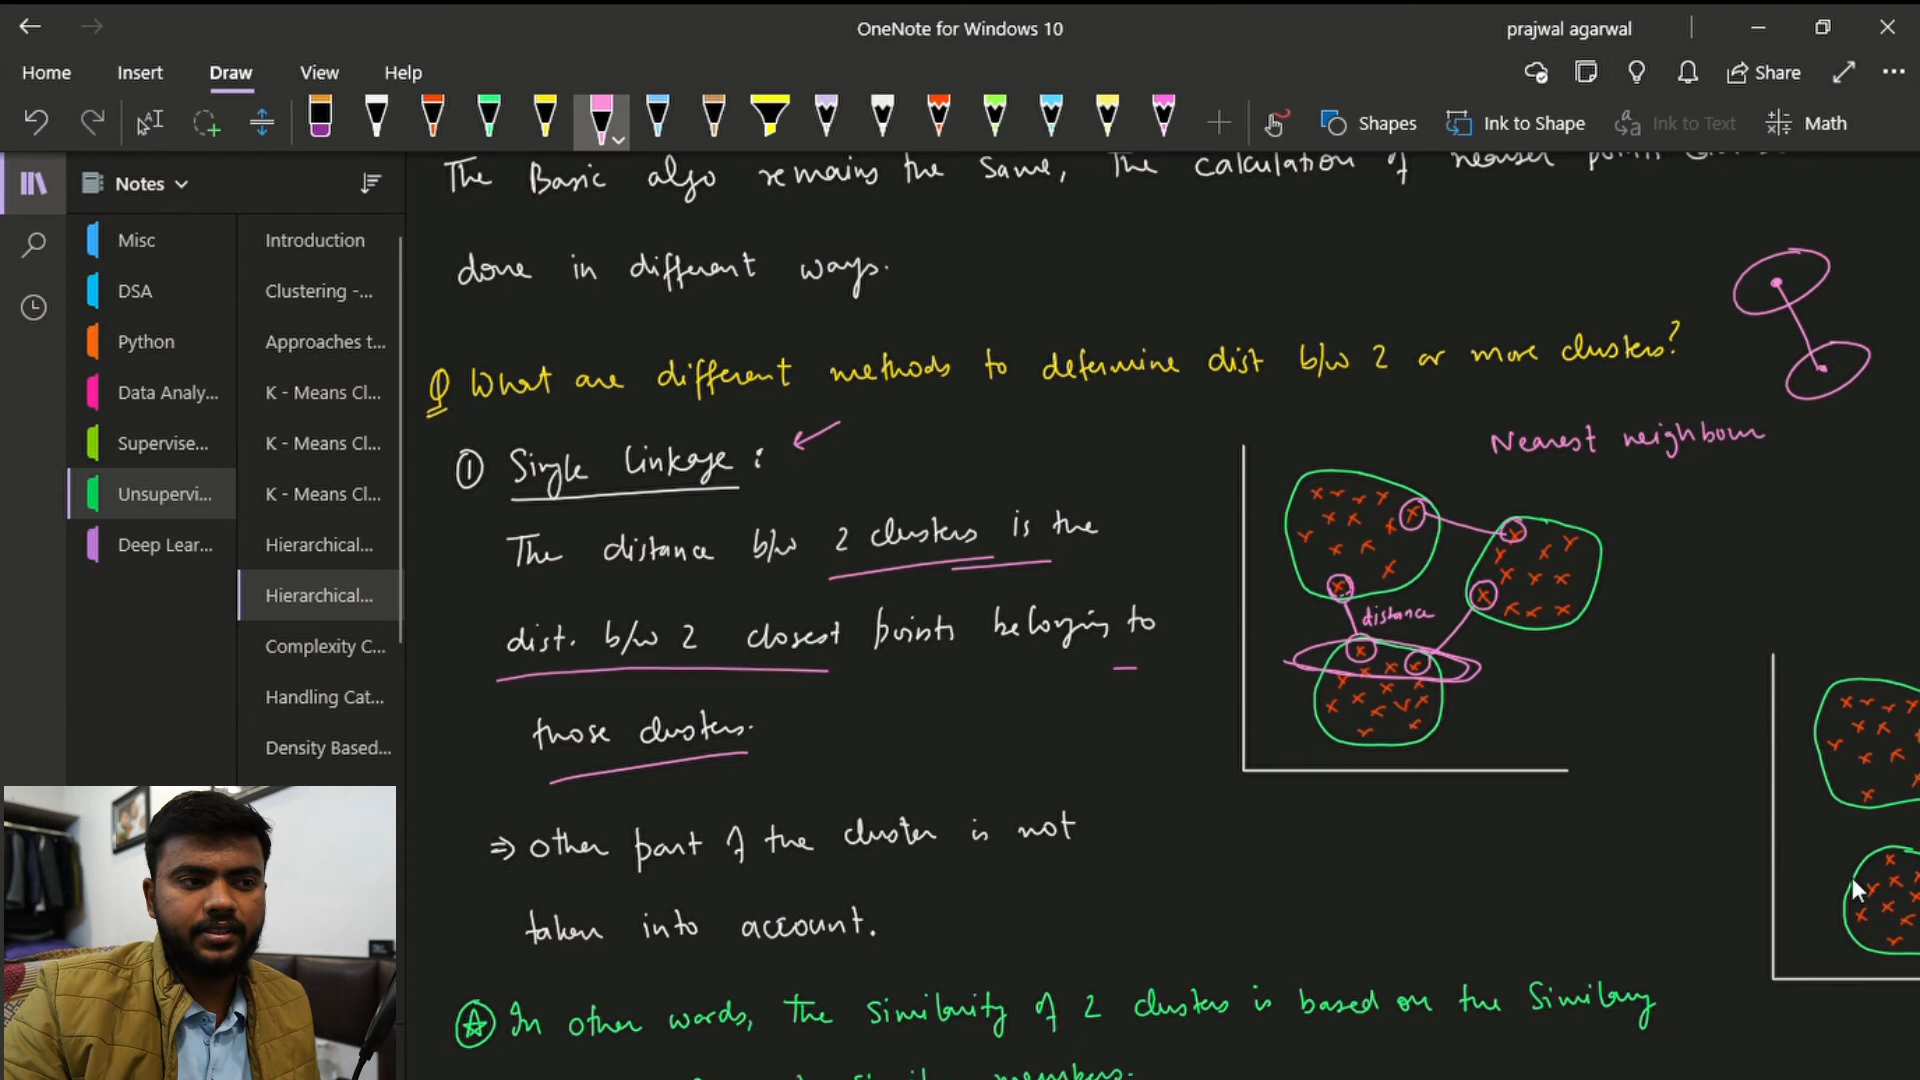 OneNote for Windows 10
prajwal agarwal
Home Insert Draw View Help
Share
Shapes Ink to Shape Ink to Text Math
Notes
Misc
DSA
Python
Data Analy...
Supervise...
Unsupervi...
Deep Lear...
Introduction
Clustering -...
Approaches t...
K - Means Cl...
K - Means Cl...
K - Means Cl...
Hierarchical...
Hierarchical...
Complexity C...
Handling Cat...
Density Based...
The Basic algo remains the same, The calculation of
done in different ways.
Q What are different methods to determine dist b/w 2 or more clusters?
① Single Linkage :
The distance b/w 2 clusters is the
dist. b/w 2 closest points belonging to
those clusters.
⇒ other part of the cluster is not
taken into account.
Nearest neighbour
distance
In other words, The Similarity of 2 clusters is based on the
members.